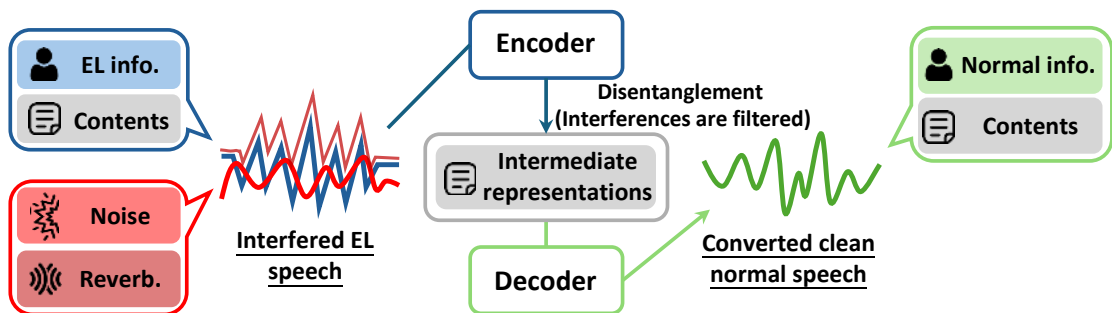 EL info.
Contents
Noise
Reverb.
Interfered EL
speech
Encoder
Disentanglement
(Interferences are filtered)
Intermediate
representations
Decoder
Converted clean
normal speech
Normal info.
Contents